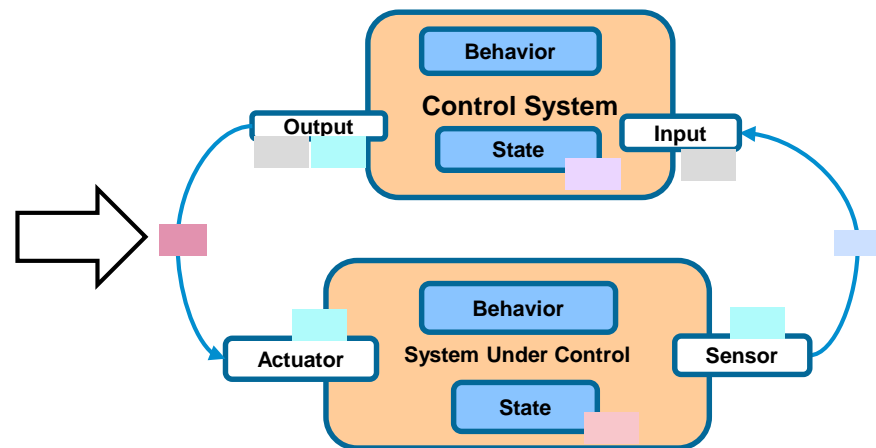 Behavior
Control System
Output
Input
State
Behavior
Actuator
System Under Control
Sensor
State